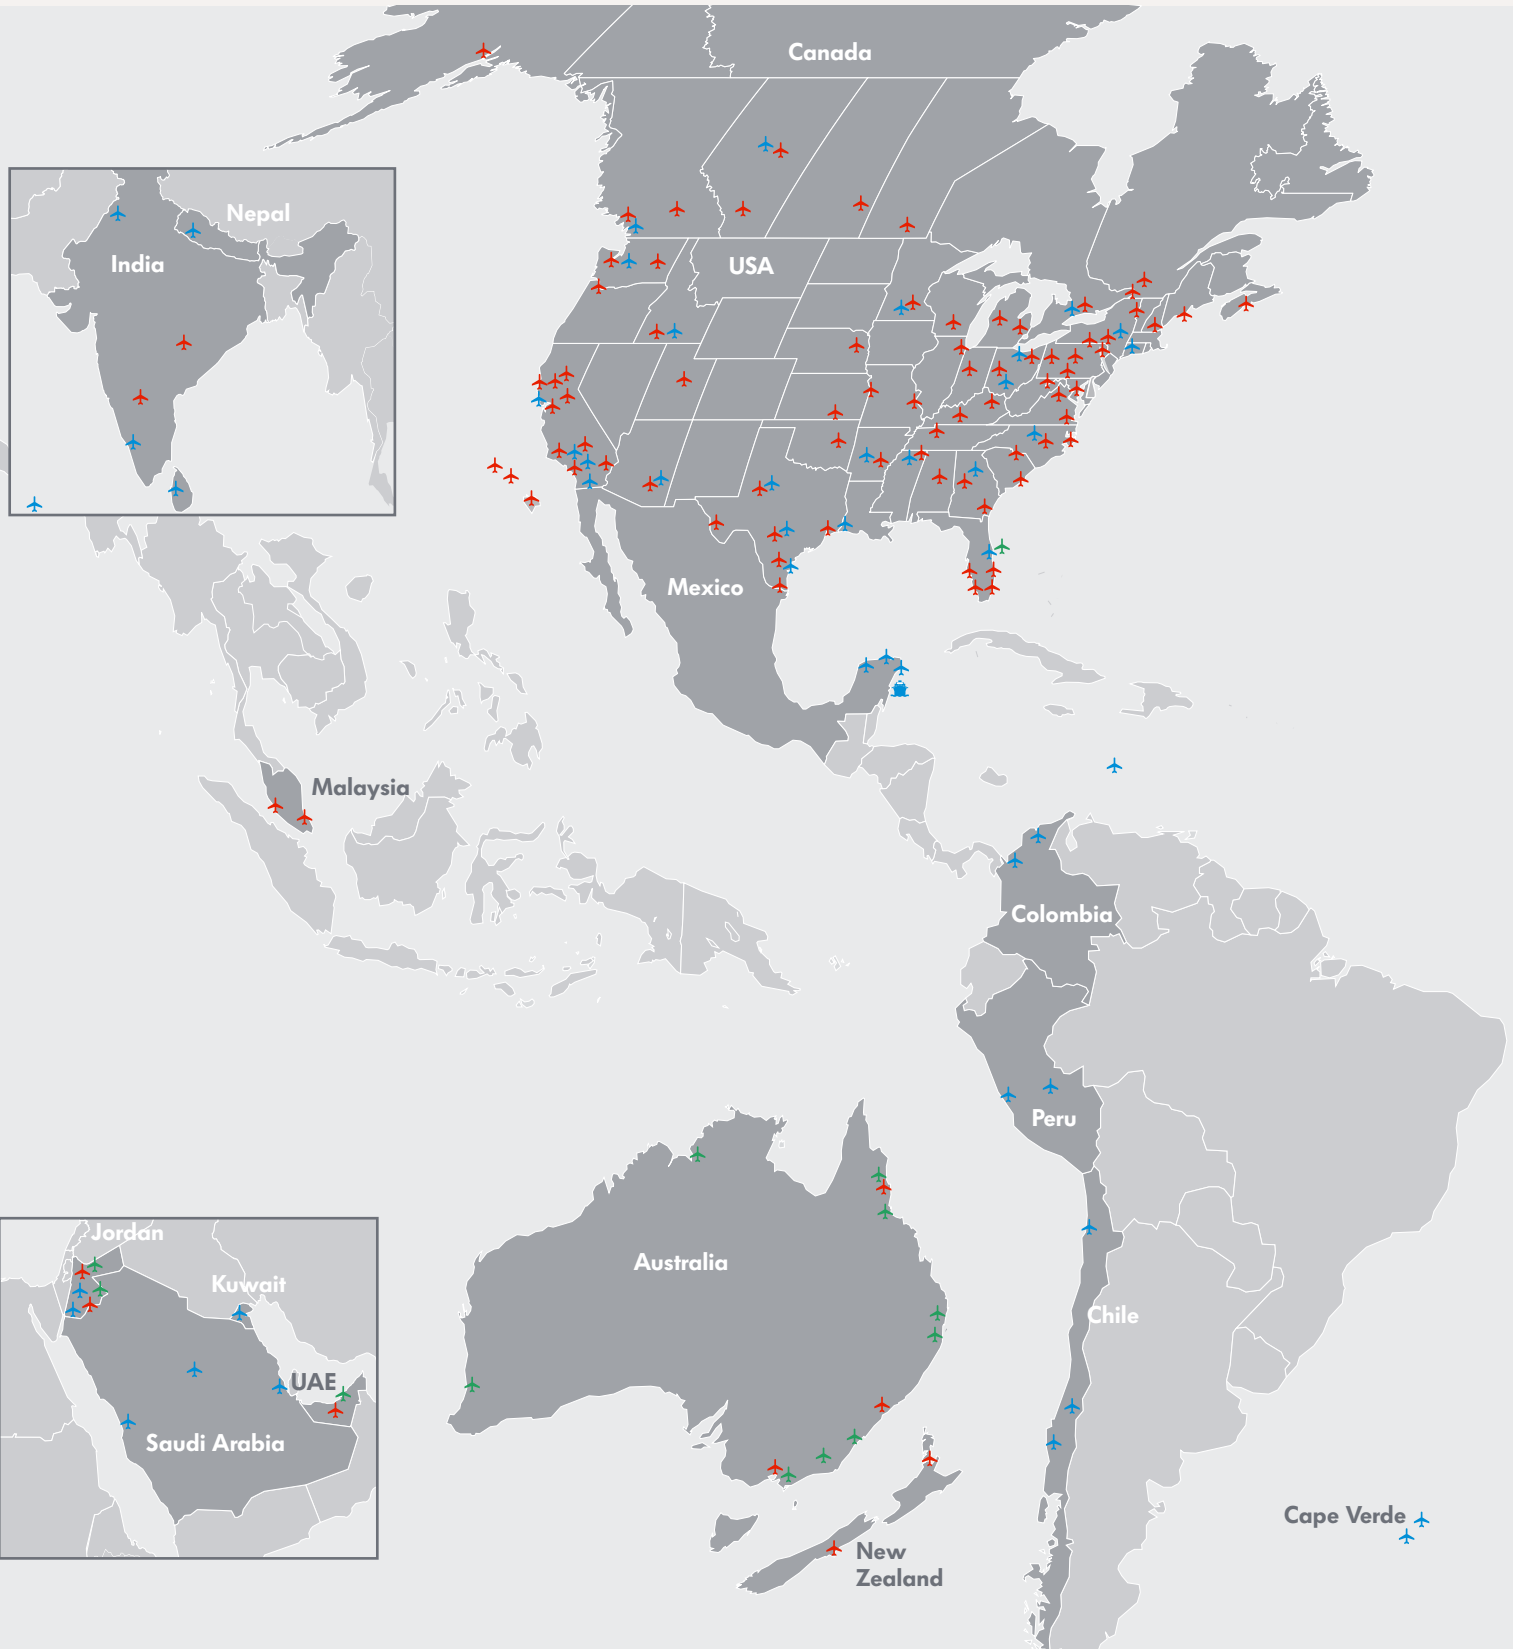 Canada
Nepal
India
USA
Mexico
Malaysia
Colombia
Peru
Jordan
Australia
Kuwait
Chile
UAE
Saudi Arabia
Cape Verde
New
Zealand